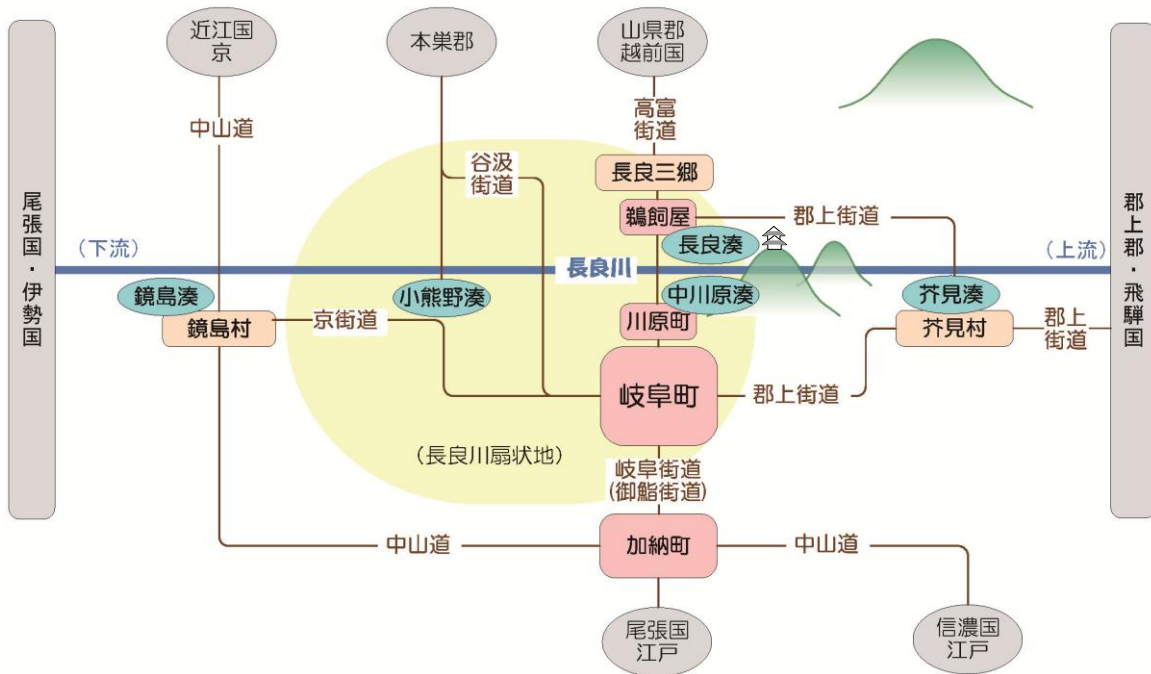 近江国
京
本巣郡
山県郡
越前国
中山道
高富
街道
谷汲
街道
長良三郷
鵜飼屋
郡上街道
長良湊
尾張国・伊勢国
(下流)
長良川
(上流)
郡上郡・飛騨国
鏡島湊
小熊野湊
中川原湊
芥見湊
鏡島村
京街道
川原町
芥見村
郡上
街道
岐阜町
郡上街道
(長良川扇状地)
岐阜街道
(御鮨街道)
中山道
加納町
中山道
尾張国
江戸
信濃国
江戸